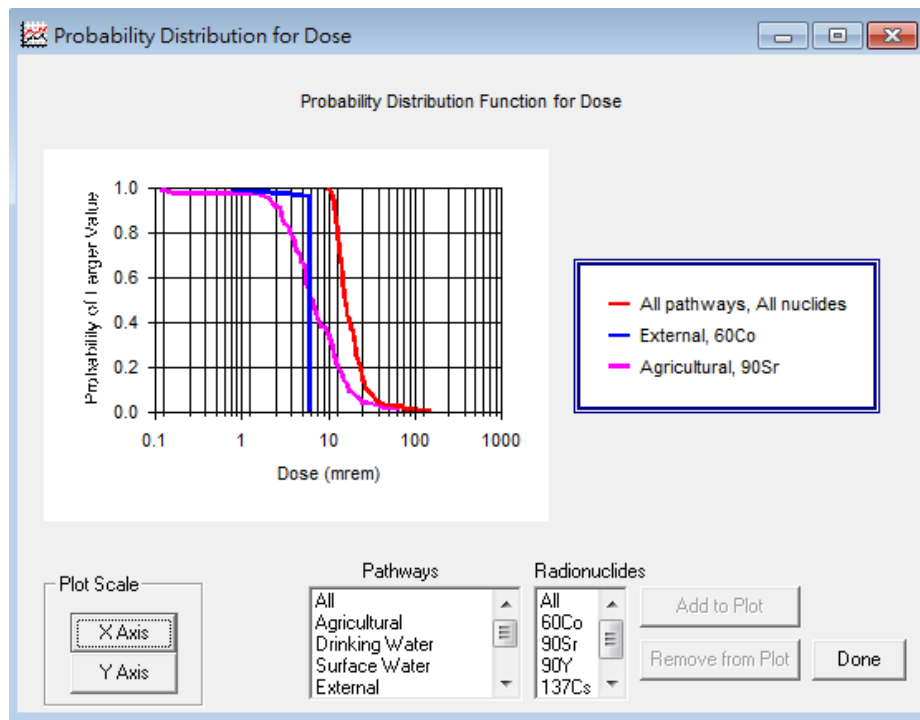 Probability Distribution for Dose
Probability Distribution Function for Dose
Probability of Larger Value
1.0
0.8
0.6
0.4
0.2
0.0
0.1 1 10 100 1000
Dose (mrem)
All pathways, All nuclides
External, 60Co
Agricultural, 90Sr
Plot Scale
X Axis
Y Axis
Pathways
All
Agricultural
Drinking Water
Surface Water
External
Radionuclides
All
60Co
90Sr
90Y
137Cs
Add to Plot
Remove from Plot
Done